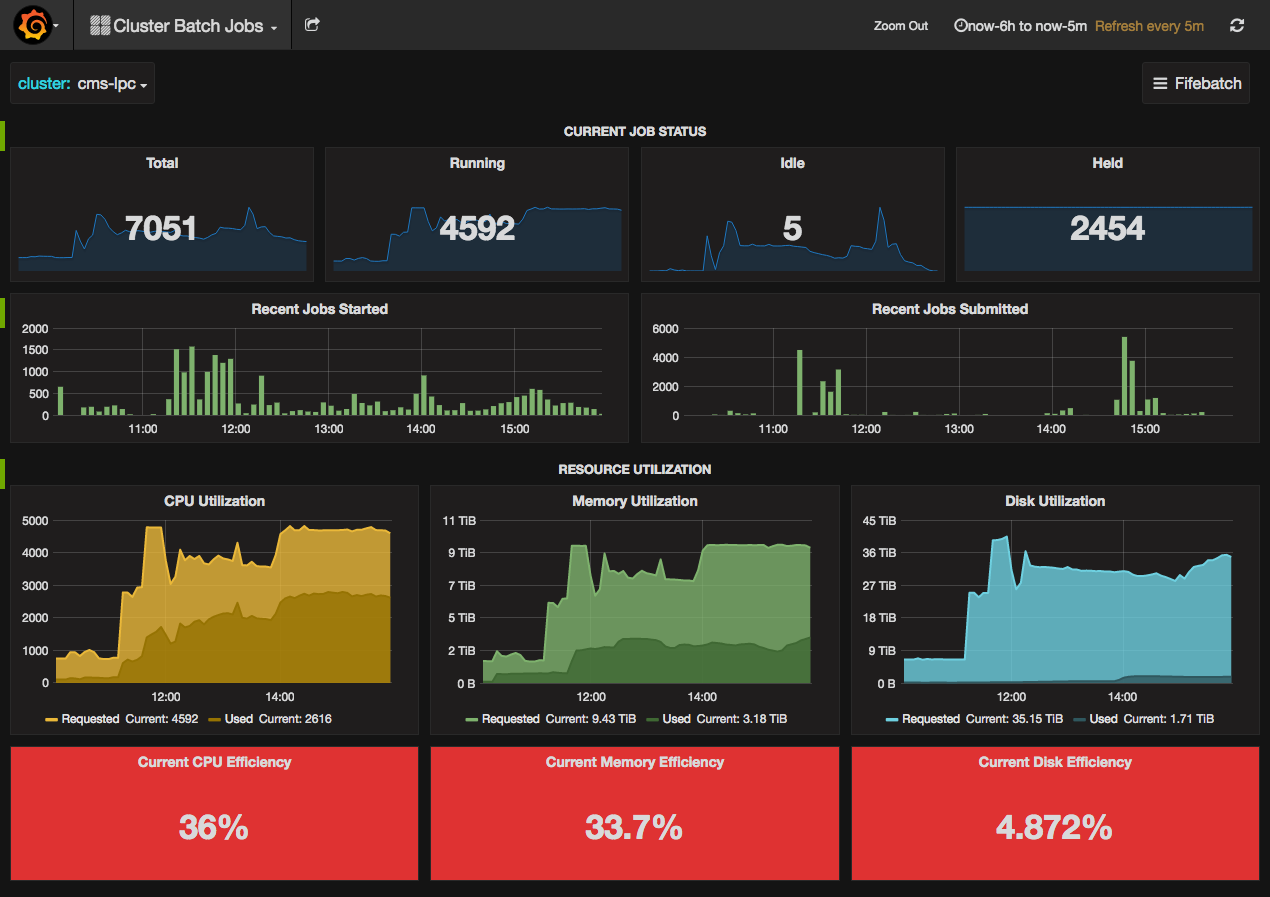 Cluster Batch Jobs
Zoom Out now-6h to now-5m Refresh every 5m
cluster: cms-lpc
Fifebatch
CURRENT JOB STATUS
Total
7051
Running
4592
Idle
5
Held
2454
Recent Jobs Started
2000
1500
1000
500
0
11:00 12:00 13:00 14:00 15:00
Recent Jobs Submitted
6000
4000
2000
0
11:00 12:00 13:00 14:00 15:00
RESOURCE UTILIZATION
CPU Utilization
5000
4000
3000
2000
1000
0
12:00 14:00
Requested Current: 4592 Used Current: 2616
Memory Utilization
11 TiB
9 TiB
7 TiB
5 TiB
2 TiB
0 B
12:00 14:00
Requested Current: 9.43 TiB Used Current: 3.18 TiB
Disk Utilization
45 TiB
36 TiB
27 TiB
18 TiB
9 TiB
0 B
12:00 14:00
Requested Current: 35.15 TiB Used Current: 1.71 TiB
Current CPU Efficiency
36%
Current Memory Efficiency
33.7%
Current Disk Efficiency
4.872%